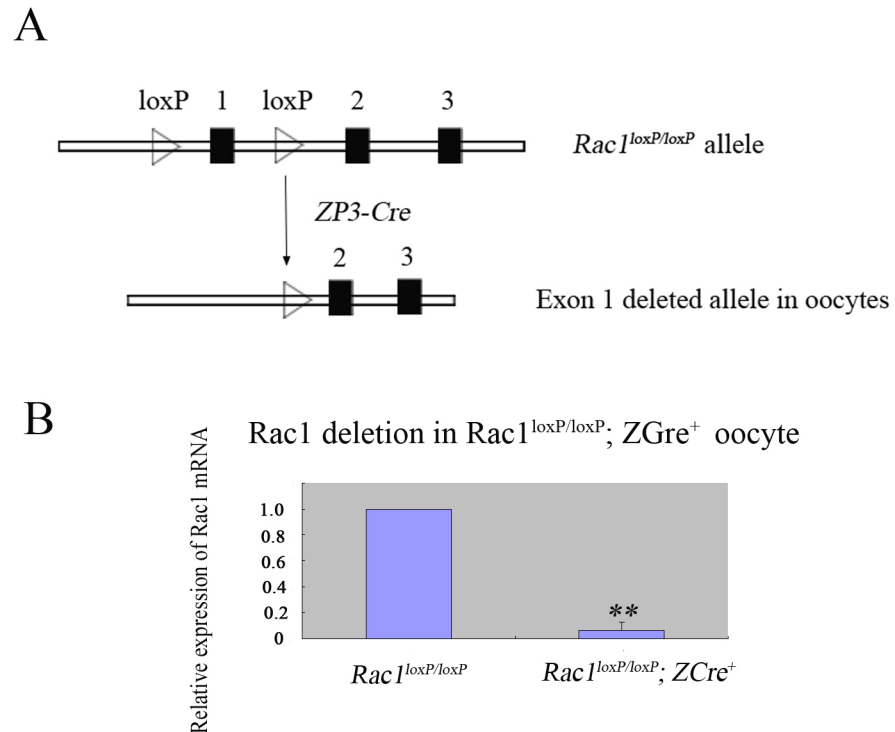 A
loxP 1 loxP 2 3
Rac1loxP/loxP allele
ZP3-Cre
2 3
Exon 1 deleted allele in oocytes
B
Rac1 deletion in Rac1loxP/loxP; ZGre+ oocyte
Relative expression of Rac1 mRNA
1.0
0.8
0.6
0.4
0.2
0
**
Rac1loxP/loxP
Rac1loxP/loxP; ZCre+